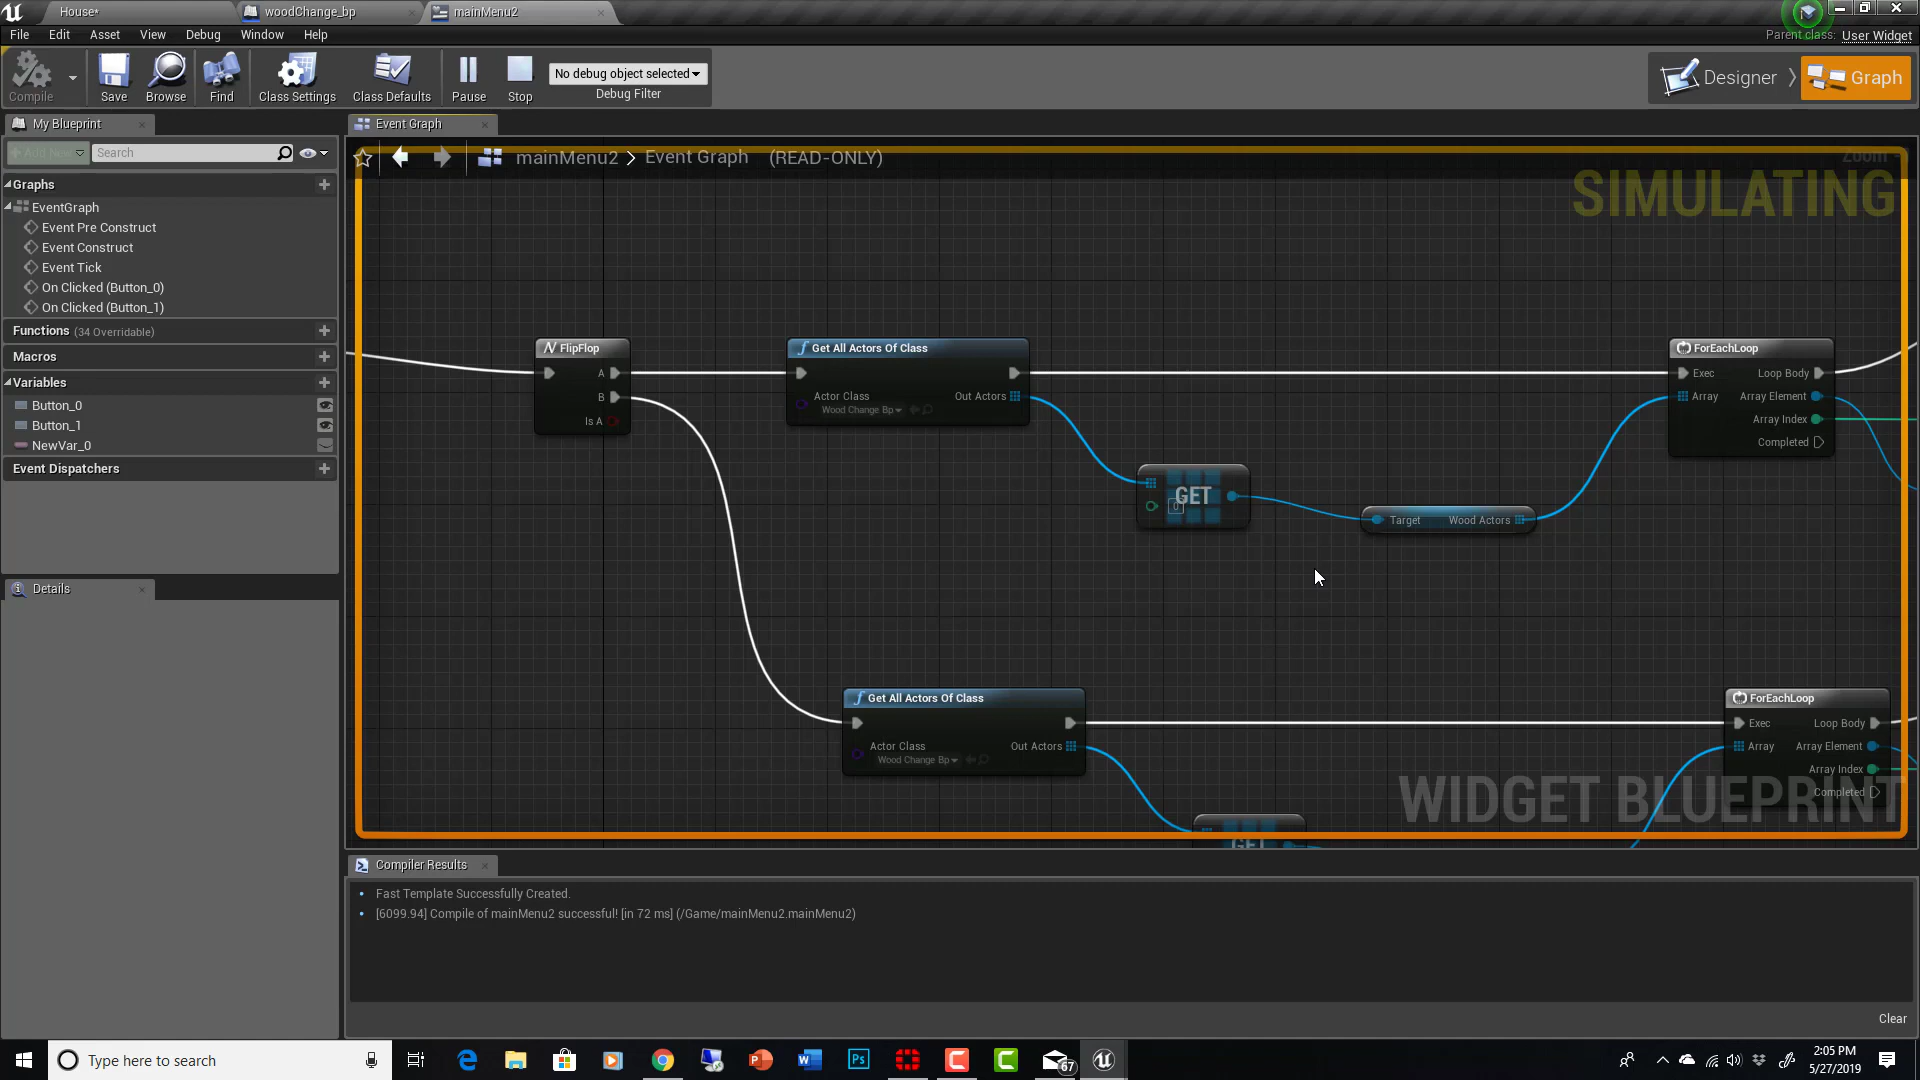 House*
woodChange_bp
mainMenu2
File Edit Asset View Debug Window Help
Parent class: User Widget
Compile
Save
Browse
Find
Class Settings
Class Defaults
Pause
Stop
No debug object selected
Debug Filter
Designer
Graph
My Blueprint
Add New
Search
Graphs
EventGraph
Event Pre Construct
Event Construct
Event Tick
On Clicked (Button_0)
On Clicked (Button_1)
Functions (34 Overridable)
Macros
Variables
Button_0
Button_1
NewVar_0
Event Dispatchers
Details
Event Graph
mainMenu2 > Event Graph (READ-ONLY)
Zoom -
SIMULATING
FlipFlop
A
B
Is A
Get All Actors Of Class
Actor Class
Wood Change Bp
Out Actors
GET
0
Target Wood Actors
ForEachLoop
Exec Loop Body
Array Array Element
Array Index
Completed
Get All Actors Of Class
Actor Class
Wood Change Bp
Out Actors
GET
ForEachLoop
Exec Loop Body
Array Array Element
Array Index
Completed
WIDGET BLUEPRINT
Compiler Results
Fast Template Successfully Created.
[6099.94] Compile of mainMenu2 successful! [in 72 ms] (/Game/mainMenu2.mainMenu2)
Clear
Type here to search
67
2:05 PM
5/27/2019